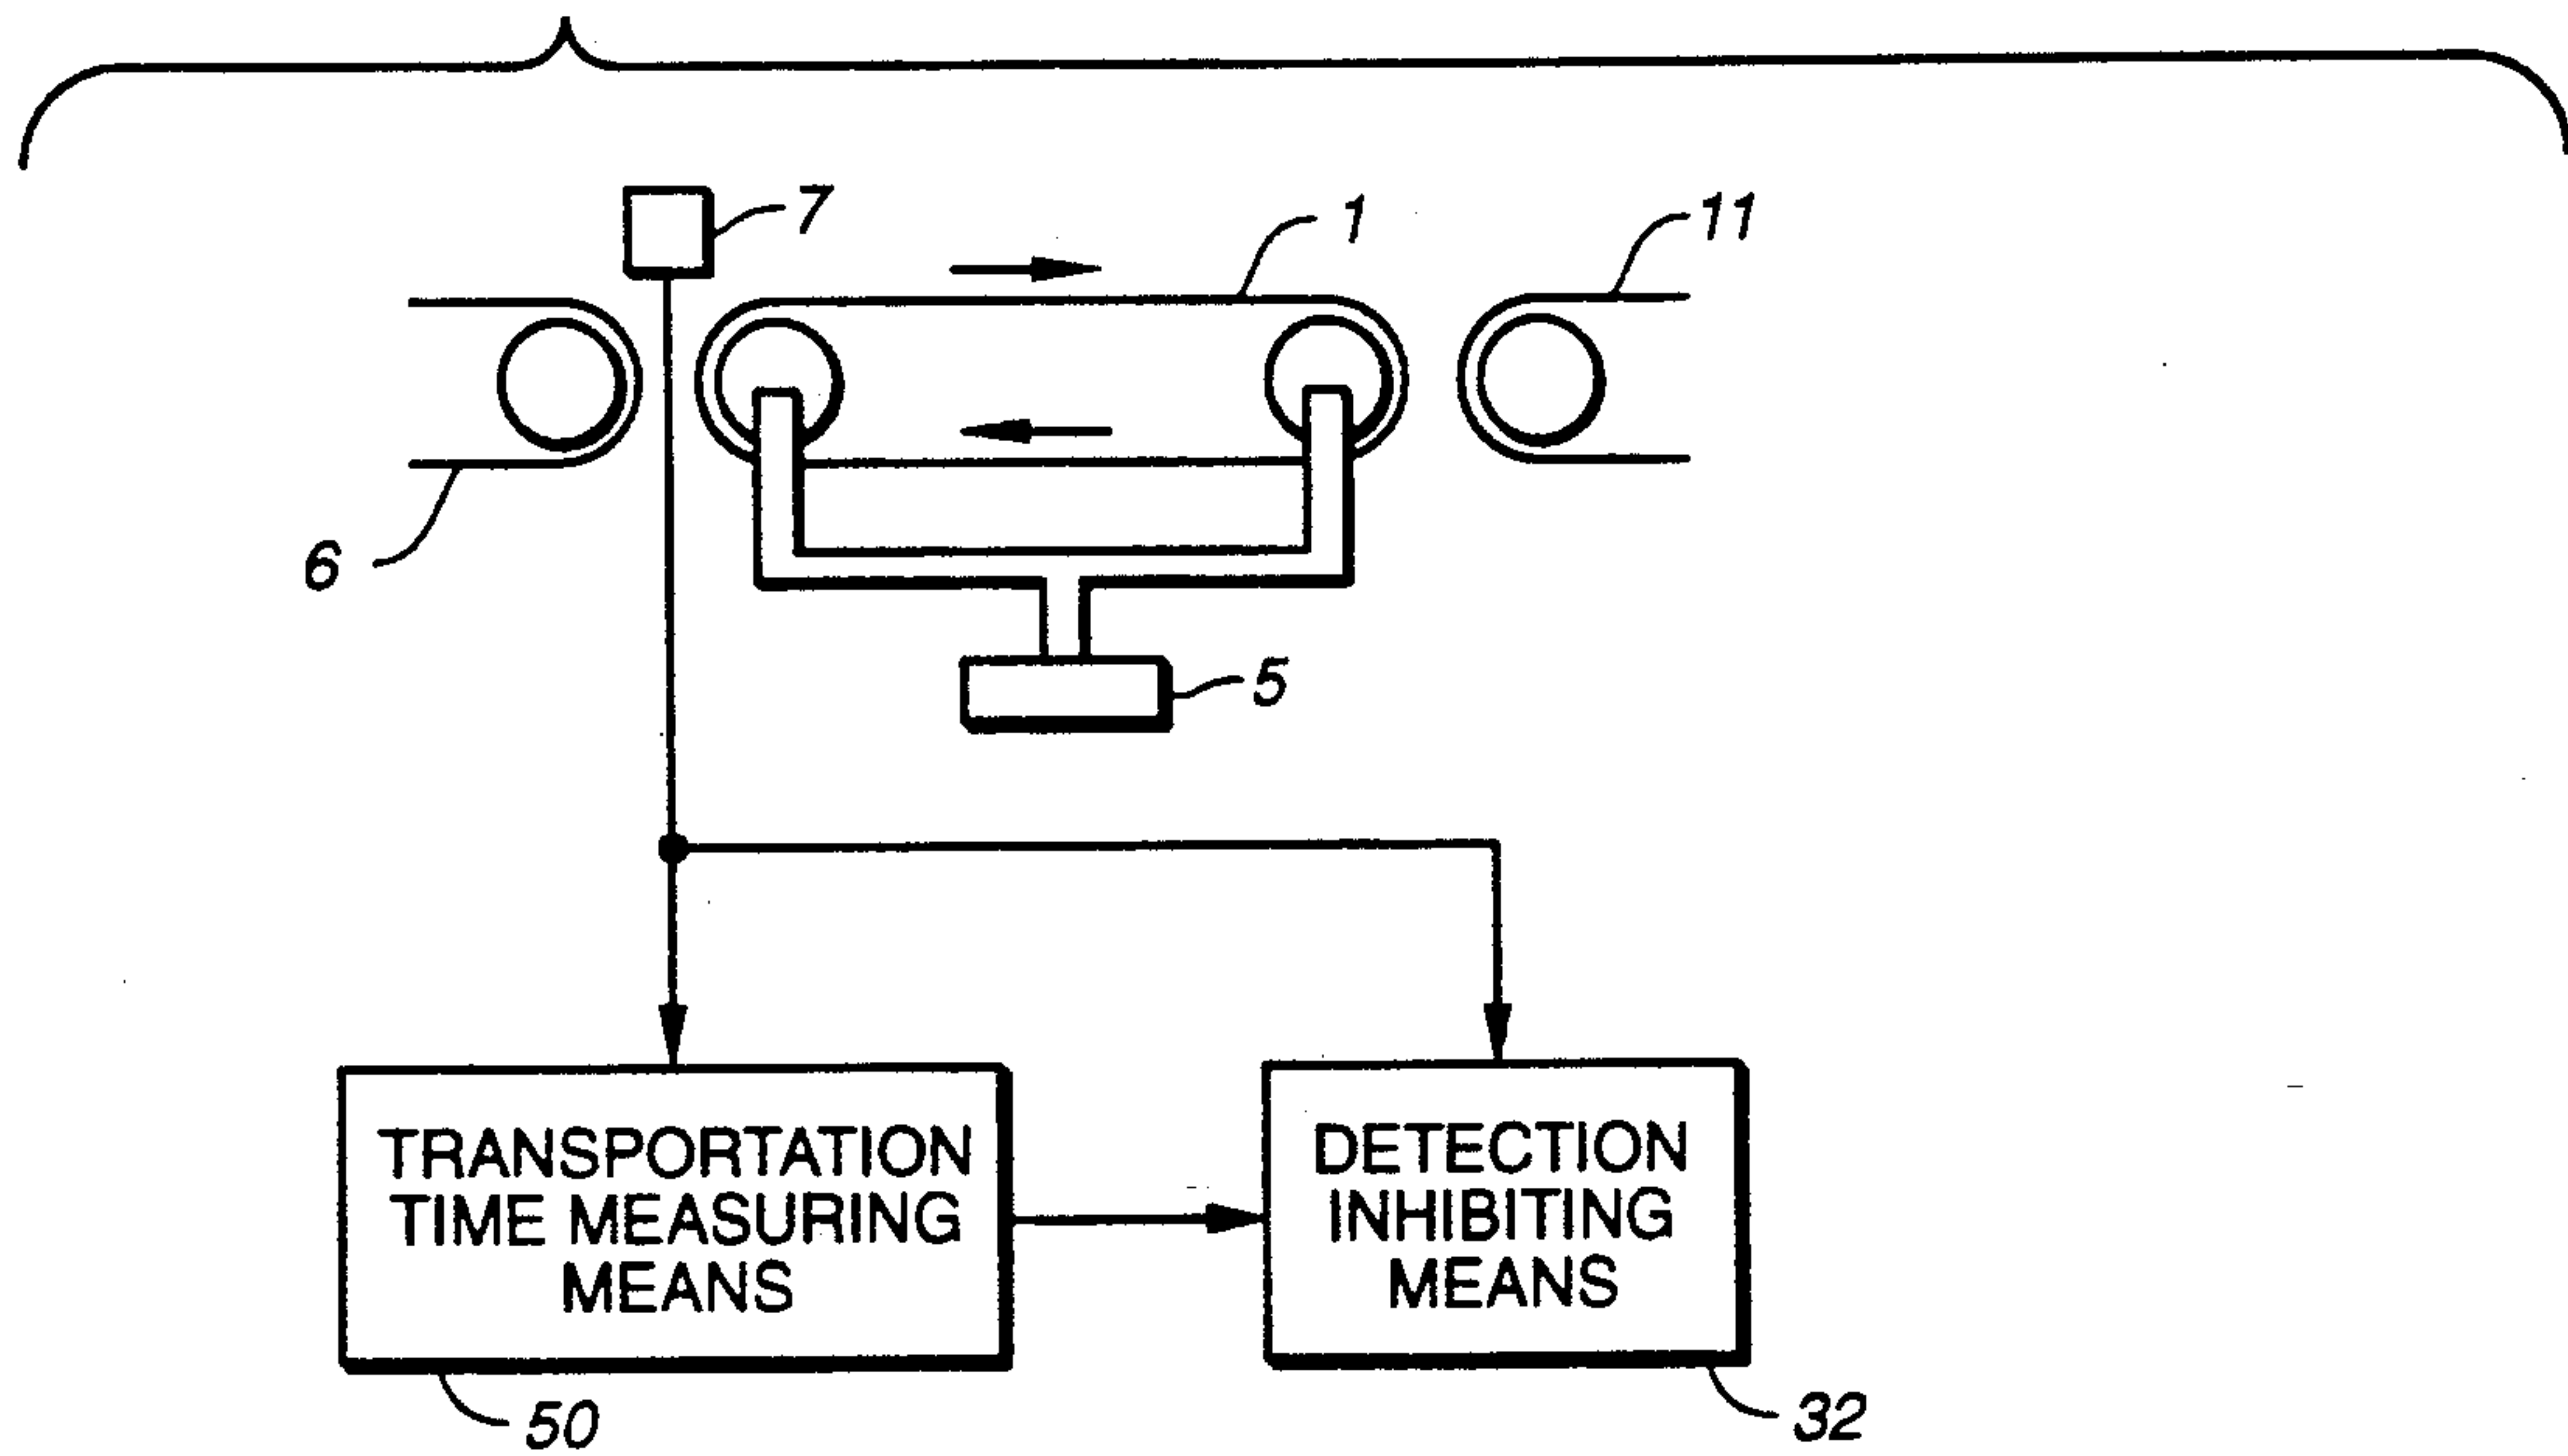 7
1
11
6
5
TRANSPORTATION
TIME MEASURING
MEANS
DETECTION
INHIBITING
MEANS
50
32